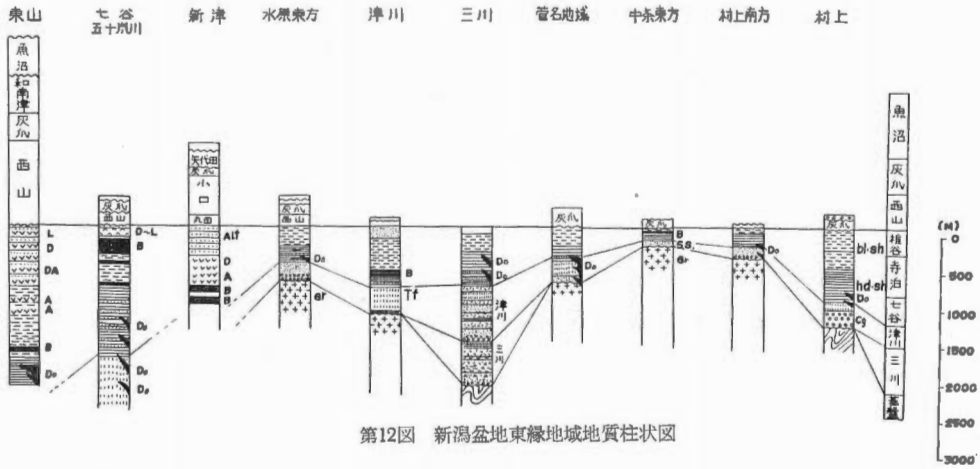 東山
七谷
五十嵐川
新津
水原東方
津川
三川
菅名地域
中条東方
村上南方
村上
魚沼
和南津
灰爪
西山
L
D
DA
A
A
B
Do
灰爪
西山
D~L
B
Do
Do
Do
矢代田
灰爪
小口
Alt
D
A
B
B
灰爪
西山
Do
Gr
B
Tf
Do
Do
津川
三川
灰爪
Do
灰爪
B
S.S.
Gr
Do
灰爪
bl·sh
hd·sh
Do
Cg
魚沼
灰爪
西山
椎谷
寺泊
七谷
津川
三川
基盤
(M)
0
500
1000
1500
2000
2500
3000
第12図 新潟盆地東縁地域地質柱状図